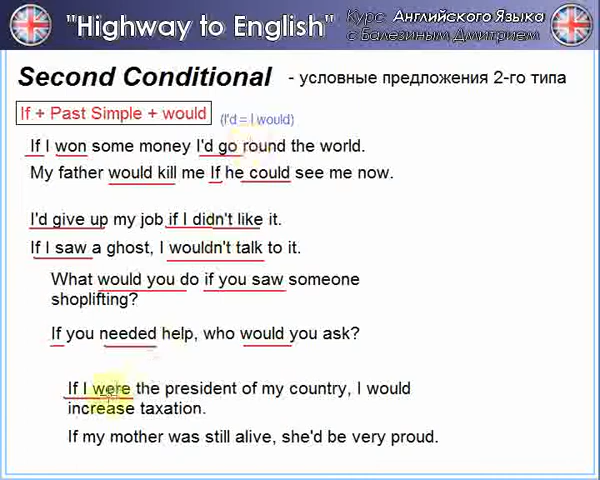 "Highway to English"
Курс Английского Языка
с Балезиным Дмитрием
Second Conditional - условные предложения 2-го типа
If + Past Simple + would (I'd = I would)
If I won some money I'd go round the world.
My father would kill me If he could see me now.
I'd give up my job if I didn't like it.
If I saw a ghost, I wouldn't talk to it.
What would you do if you saw someone
shoplifting?
If you needed help, who would you ask?
If I were the president of my country, I would
increase taxation.
If my mother was still alive, she'd be very proud.